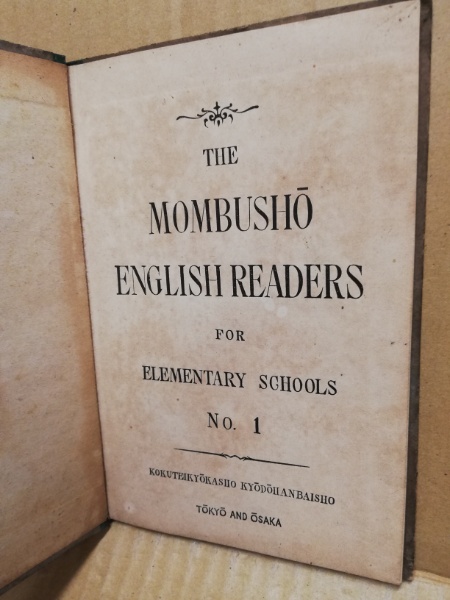 THE
MOMBUSHŌ
ENGLISH READERS
FOR
ELEMENTARY SCHOOLS
NO. 1
KOKUTEIKYŌKASHO KYŌDŌHANBAISHO
TŌKYŌ AND ŌSAKA